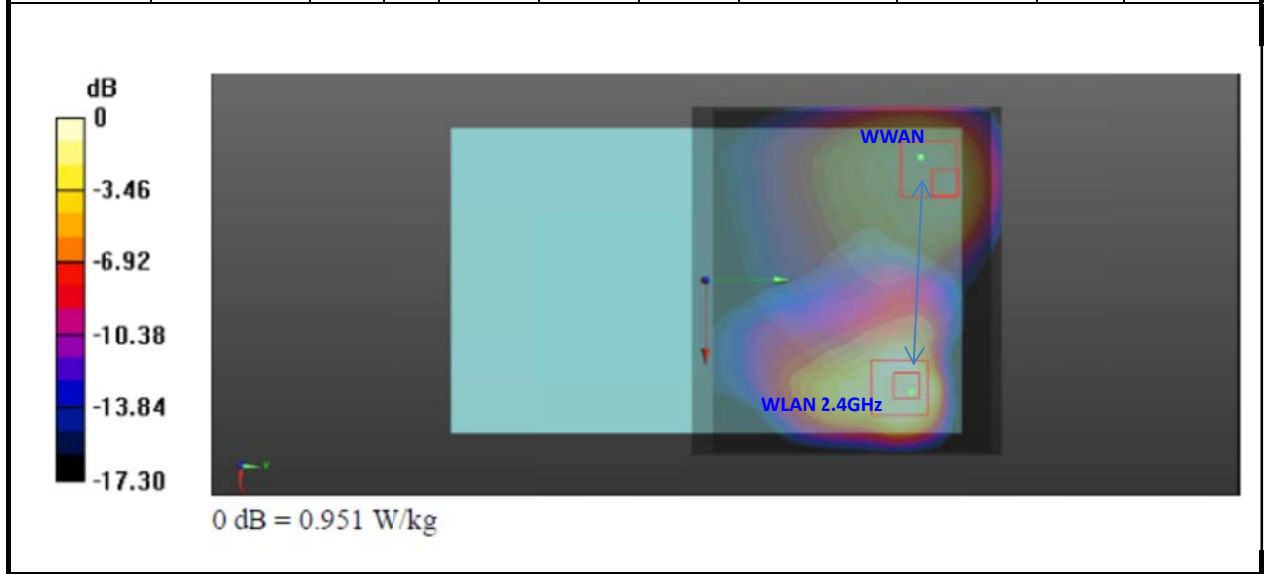 dB
0
-3.46
-6.92
-10.38
-13.84
-17.30
WWAN
WLAN 2.4GHz
y
0 dB = 0.951 W/kg